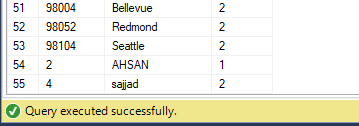 51 98004 Bellevue 2
52 98052 Redmond 2
53 98104 Seattle 2
54 2 AHSAN 1
55 4 sajjad 2
Query executed successfully.